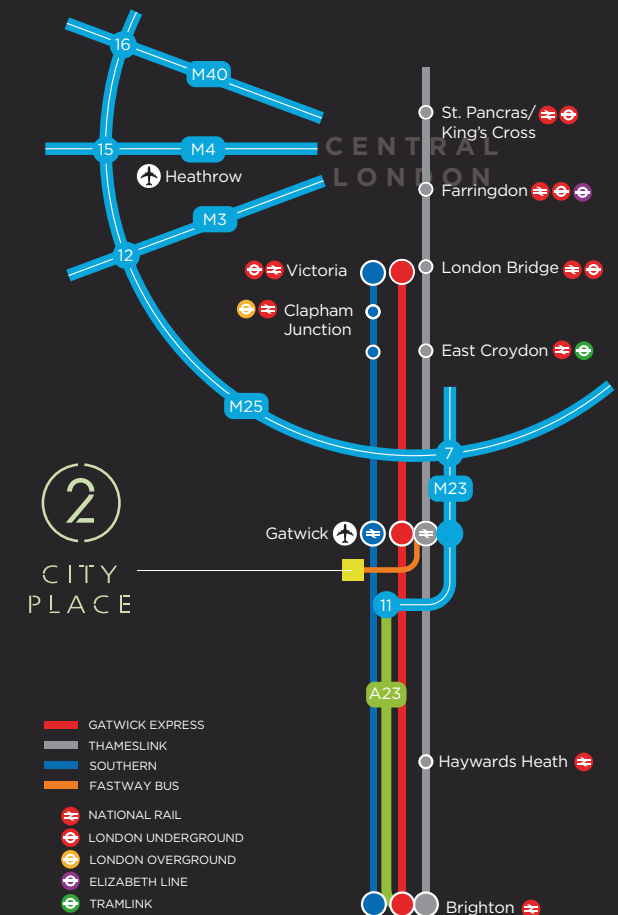 16
M40
St. Pancras/
King's Cross
CENTRAL
LONDON
15
M4
Heathrow
Farringdon
M3
12
Victoria
London Bridge
Clapham
Junction
East Croydon
M25
7
M23
2
Gatwick
CITY
PLACE
11
A23
GATWICK EXPRESS
THAMESLINK
SOUTHERN
FASTWAY BUS
Haywards Heath
NATIONAL RAIL
LONDON UNDERGROUND
LONDON OVERGROUND
ELIZABETH LINE
TRAMLINK
Brighton